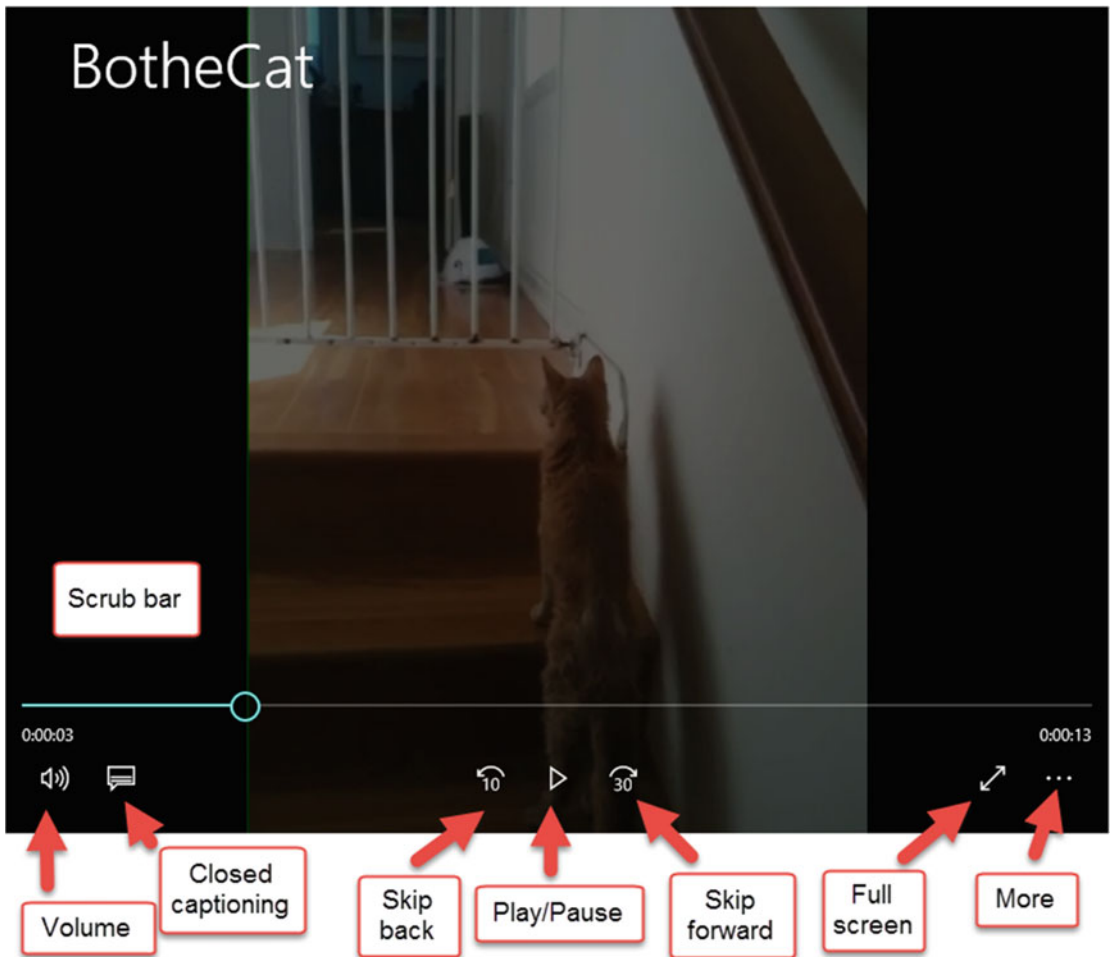 BotheCat
Scrub bar
0:00:03
0:00:13
10
30
Volume
Closed
captioning
Skip
back
Play/Pause
Skip
forward
Full
screen
More